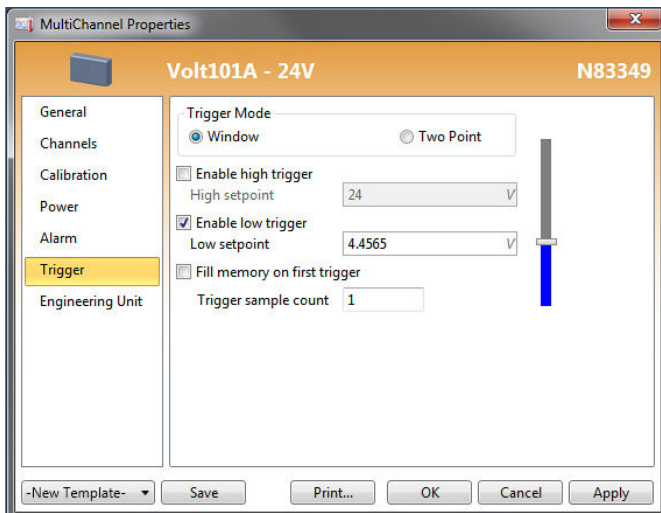 MultiChannel Properties
Volt101A - 24V
N83349
General
Channels
Calibration
Power
Alarm
Trigger
Engineering Unit
Trigger Mode
Window
Two Point
Enable high trigger
High setpoint
24
V
Enable low trigger
Low setpoint
4.4565
V
Fill memory on first trigger
Trigger sample count
1
-New Template-
Save
Print...
OK
Cancel
Apply